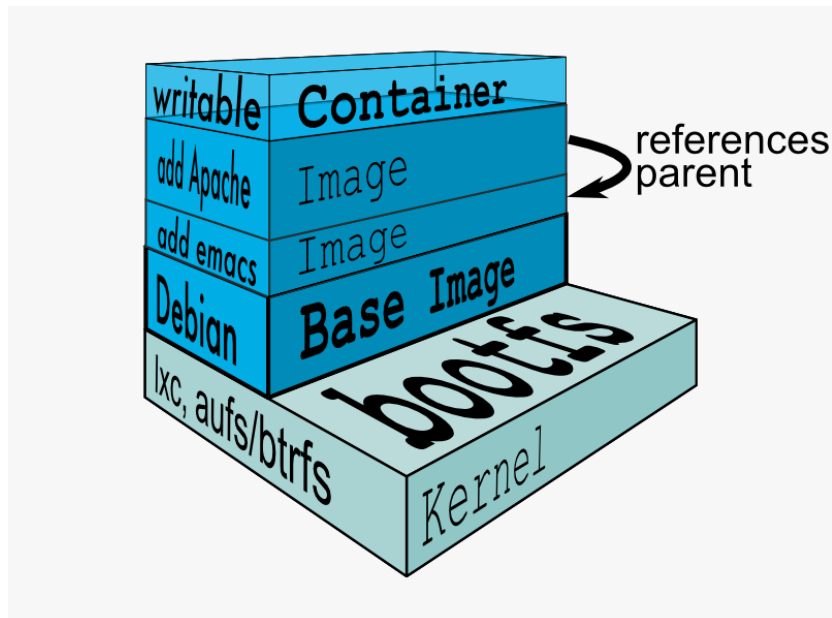 writable
Container
references
parent
add Apache
Image
add emacs
Image
Debian
Base Image
bootfs
lxc, aufs/btrfs
Kernel